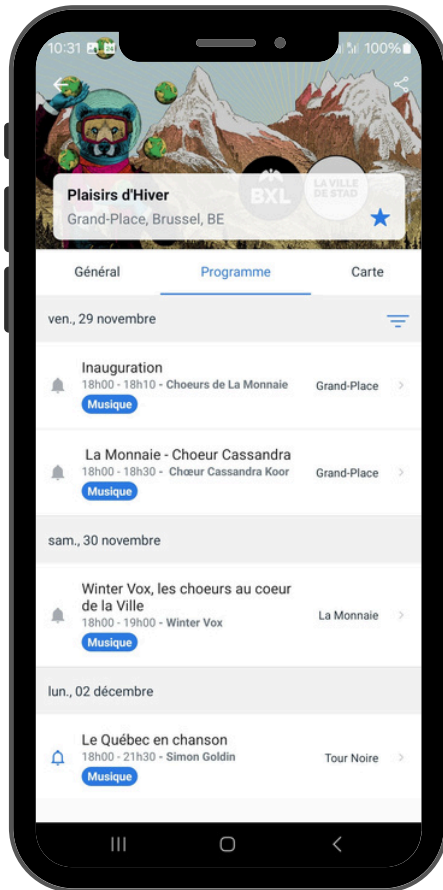 10:31
100%
BXL
LA VILLE
DE STAD
Plaisirs d'Hiver
Grand-Place, Brussel, BE
Général Programme Carte
ven., 29 novembre
Inauguration
18h00 - 18h10 - Choeurs de La Monnaie Grand-Place
Musique
La Monnaie - Choeur Cassandra
18h00 - 18h30 - Chœur Cassandra Koor Grand-Place
Musique
sam., 30 novembre
Winter Vox, les choeurs au coeur
de la Ville
18h00 - 19h00 - Winter Vox La Monnaie
Musique
lun., 02 décembre
Le Québec en chanson
18h00 - 21h30 - Simon Goldin Tour Noire
Musique